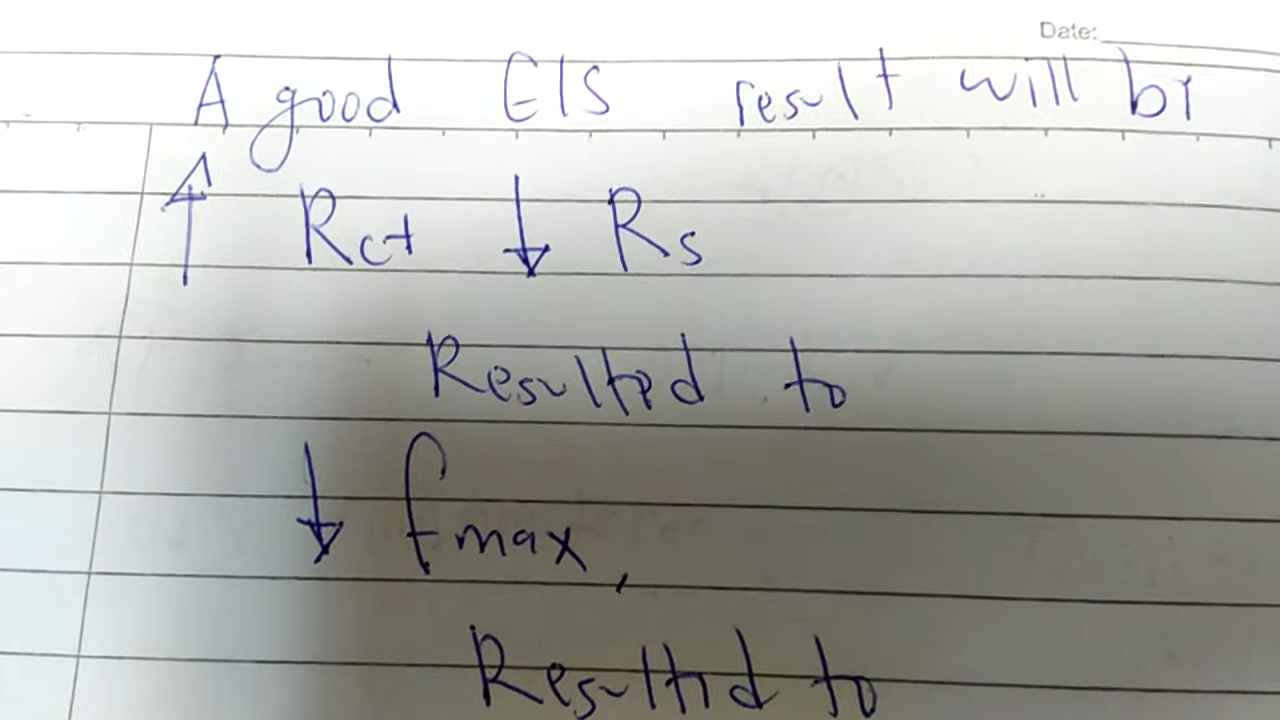 Date:
A good EIS result will be
↑ Rct ↓ Rs
Resulted to
↓ fmax,
Resulted to